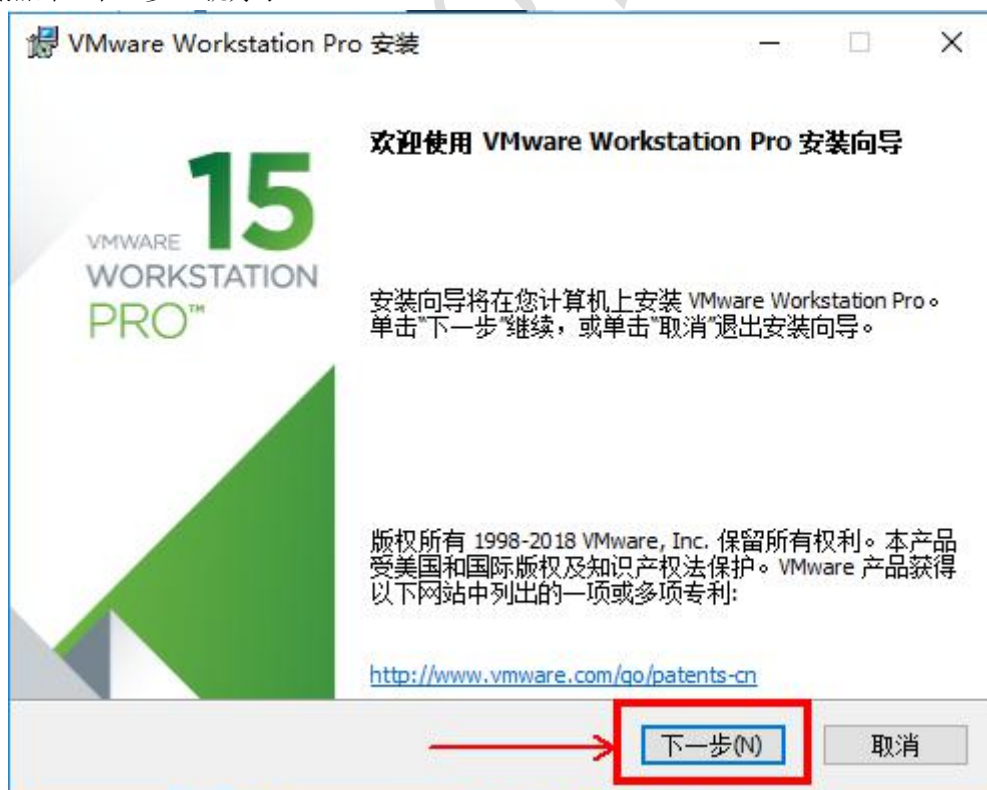 VMware Workstation Pro 安装
欢迎使用 VMware Workstation Pro 安装向导
15
VMWARE
WORKSTATION
PRO™
安装向导将在您计算机上安装 VMware Workstation Pro。
单击“下一步”继续，或单击“取消”退出安装向导。
版权所有 1998-2018 VMware, Inc. 保留所有权利。本产品
受美国和国际版权及知识产权法保护。VMware 产品获得
以下网站中列出的一项或多项专利:
http://www.vmware.com/go/patents-cn
下一步(N)
取消